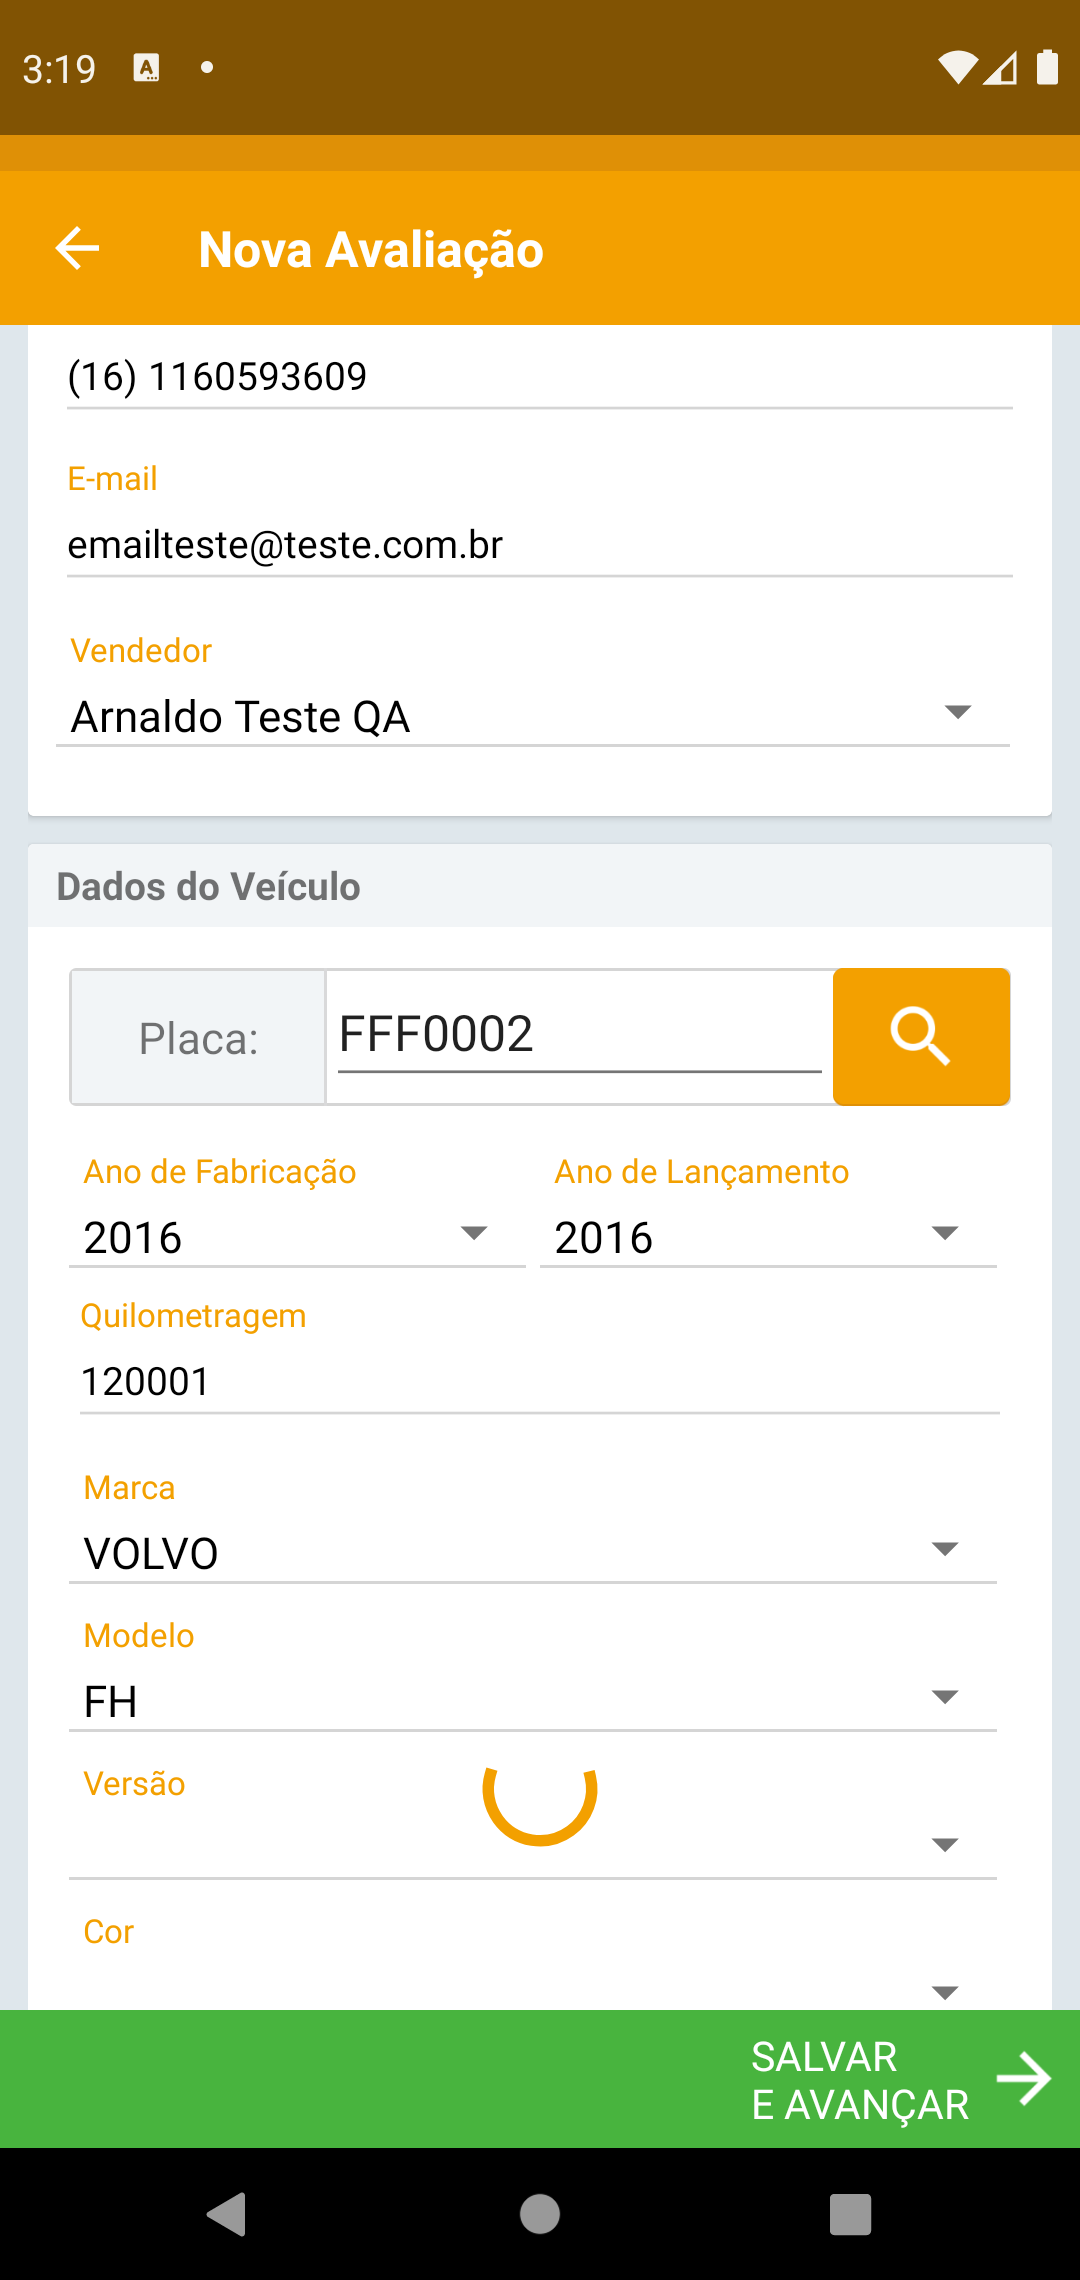 3:19
Nova Avaliação
(16) 1160593609
E-mail
emailteste@teste.com.br
Vendedor
Arnaldo Teste QA
Dados do Veículo
Placa:
FFF0002
Ano de Fabricação
Ano de Lançamento
2016
2016
Quilometragem
120001
Marca
VOLVO
Modelo
FH
Versão
Cor
SALVAR
E AVANÇAR